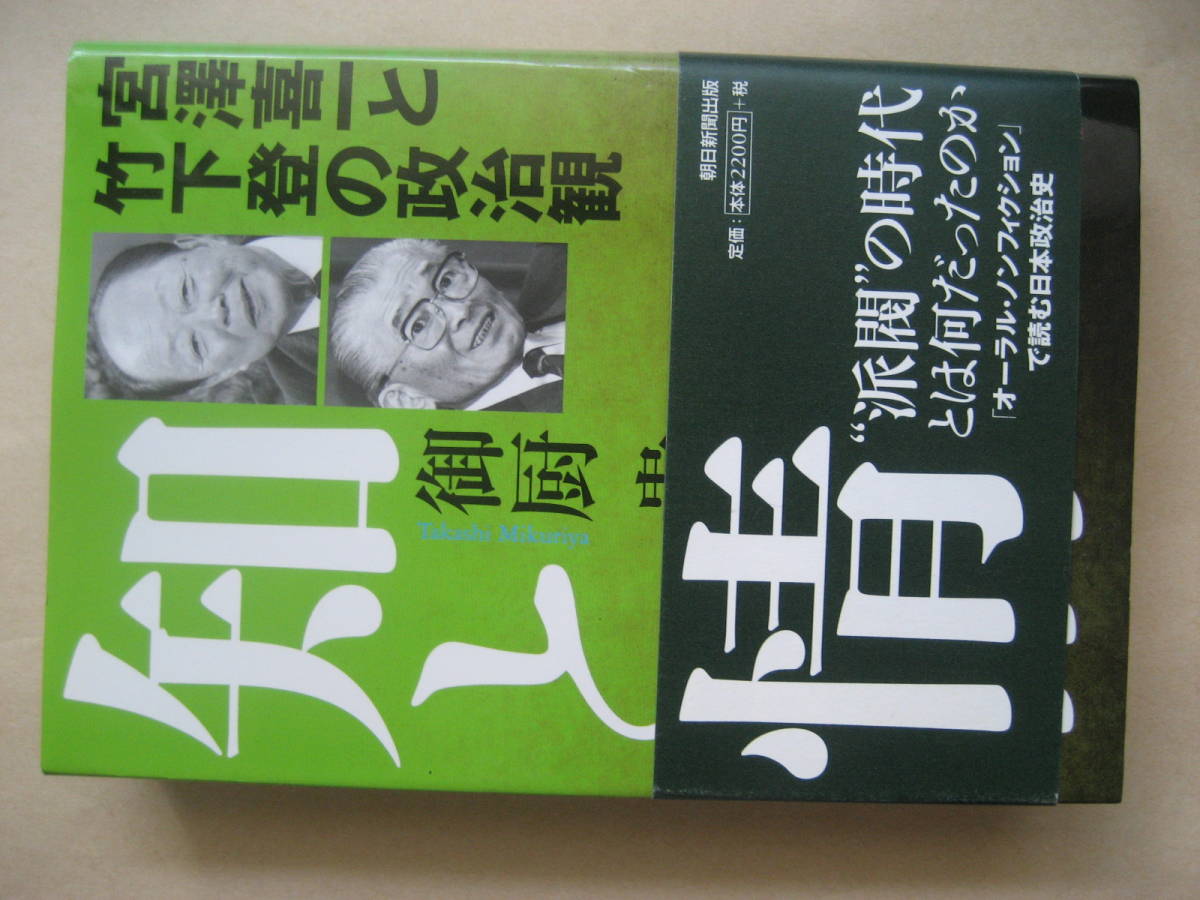 宮澤喜一と
竹下登の政治観
知と情
御厨
Takashi Mikuriya
“派閥”の時代
とは何だったのか
「オーラル・ノンフィクション」
で読む日本政治史
朝日新聞出版
定価：本体2200円+税